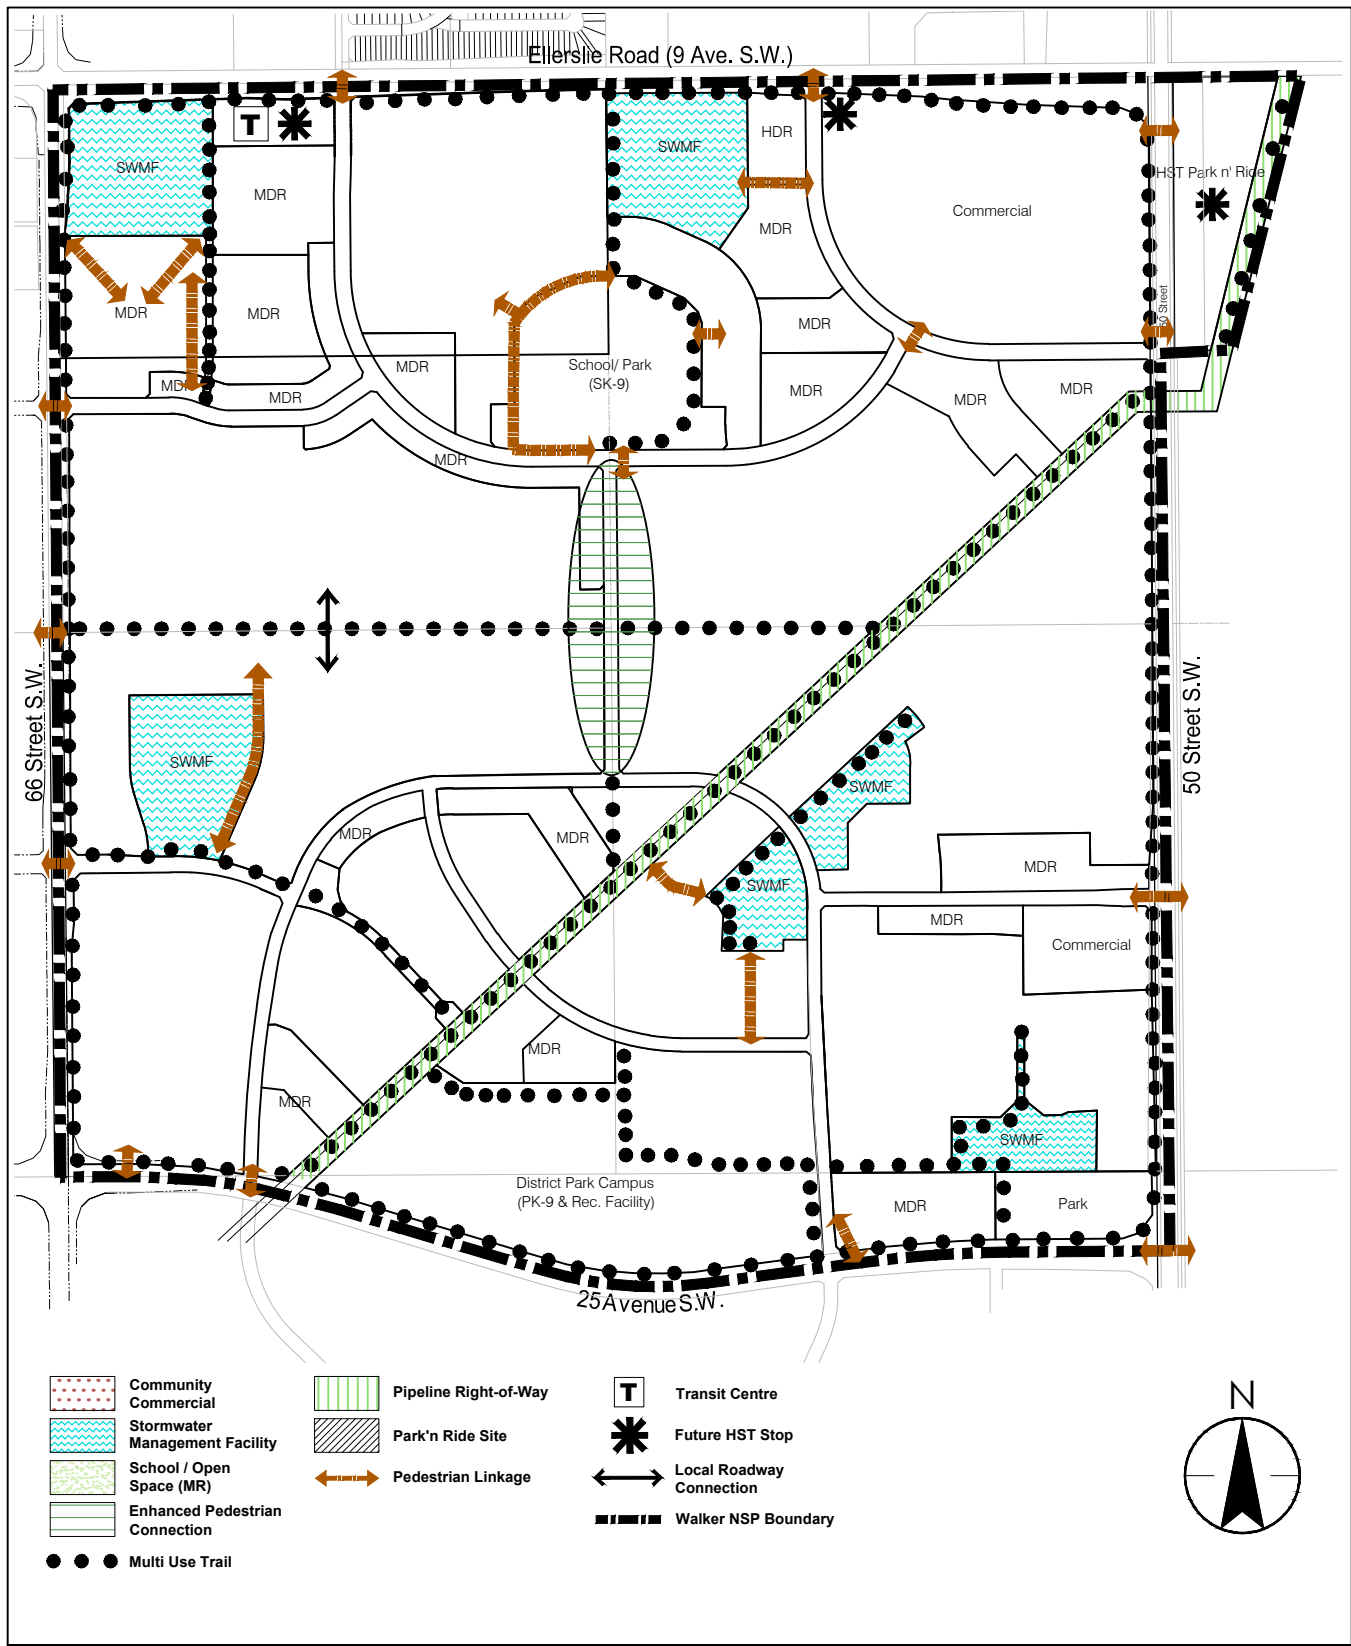 Ellerslie Road (9 Ave. S.W.)
T
HDR
SWMF
SWMF
MDR
HST Park n' Ride
Commercial
MDR
MDR
MDR
MDR
50 Street
MDR
School/ Park
(SK-9)
MDR
MDR
MDR
MDR
MDR
MDR
MDR
66 Street S.W.
50 Street S.W.
SWMF
SWMF
MDR
MDR
MDR
SWMF
MDR
Commercial
MDR
MDR
SWMF
District Park Campus
(PK-9 & Rec. Facility)
MDR
Park
25 Avenue S.W.
Community
Commercial
Stormwater
Management Facility
School / Open
Space (MR)
Enhanced Pedestrian
Connection
Multi Use Trail
Pipeline Right-of-Way
Park'n Ride Site
Pedestrian Linkage
T
Transit Centre
Future HST Stop
Local Roadway
Connection
Walker NSP Boundary
N